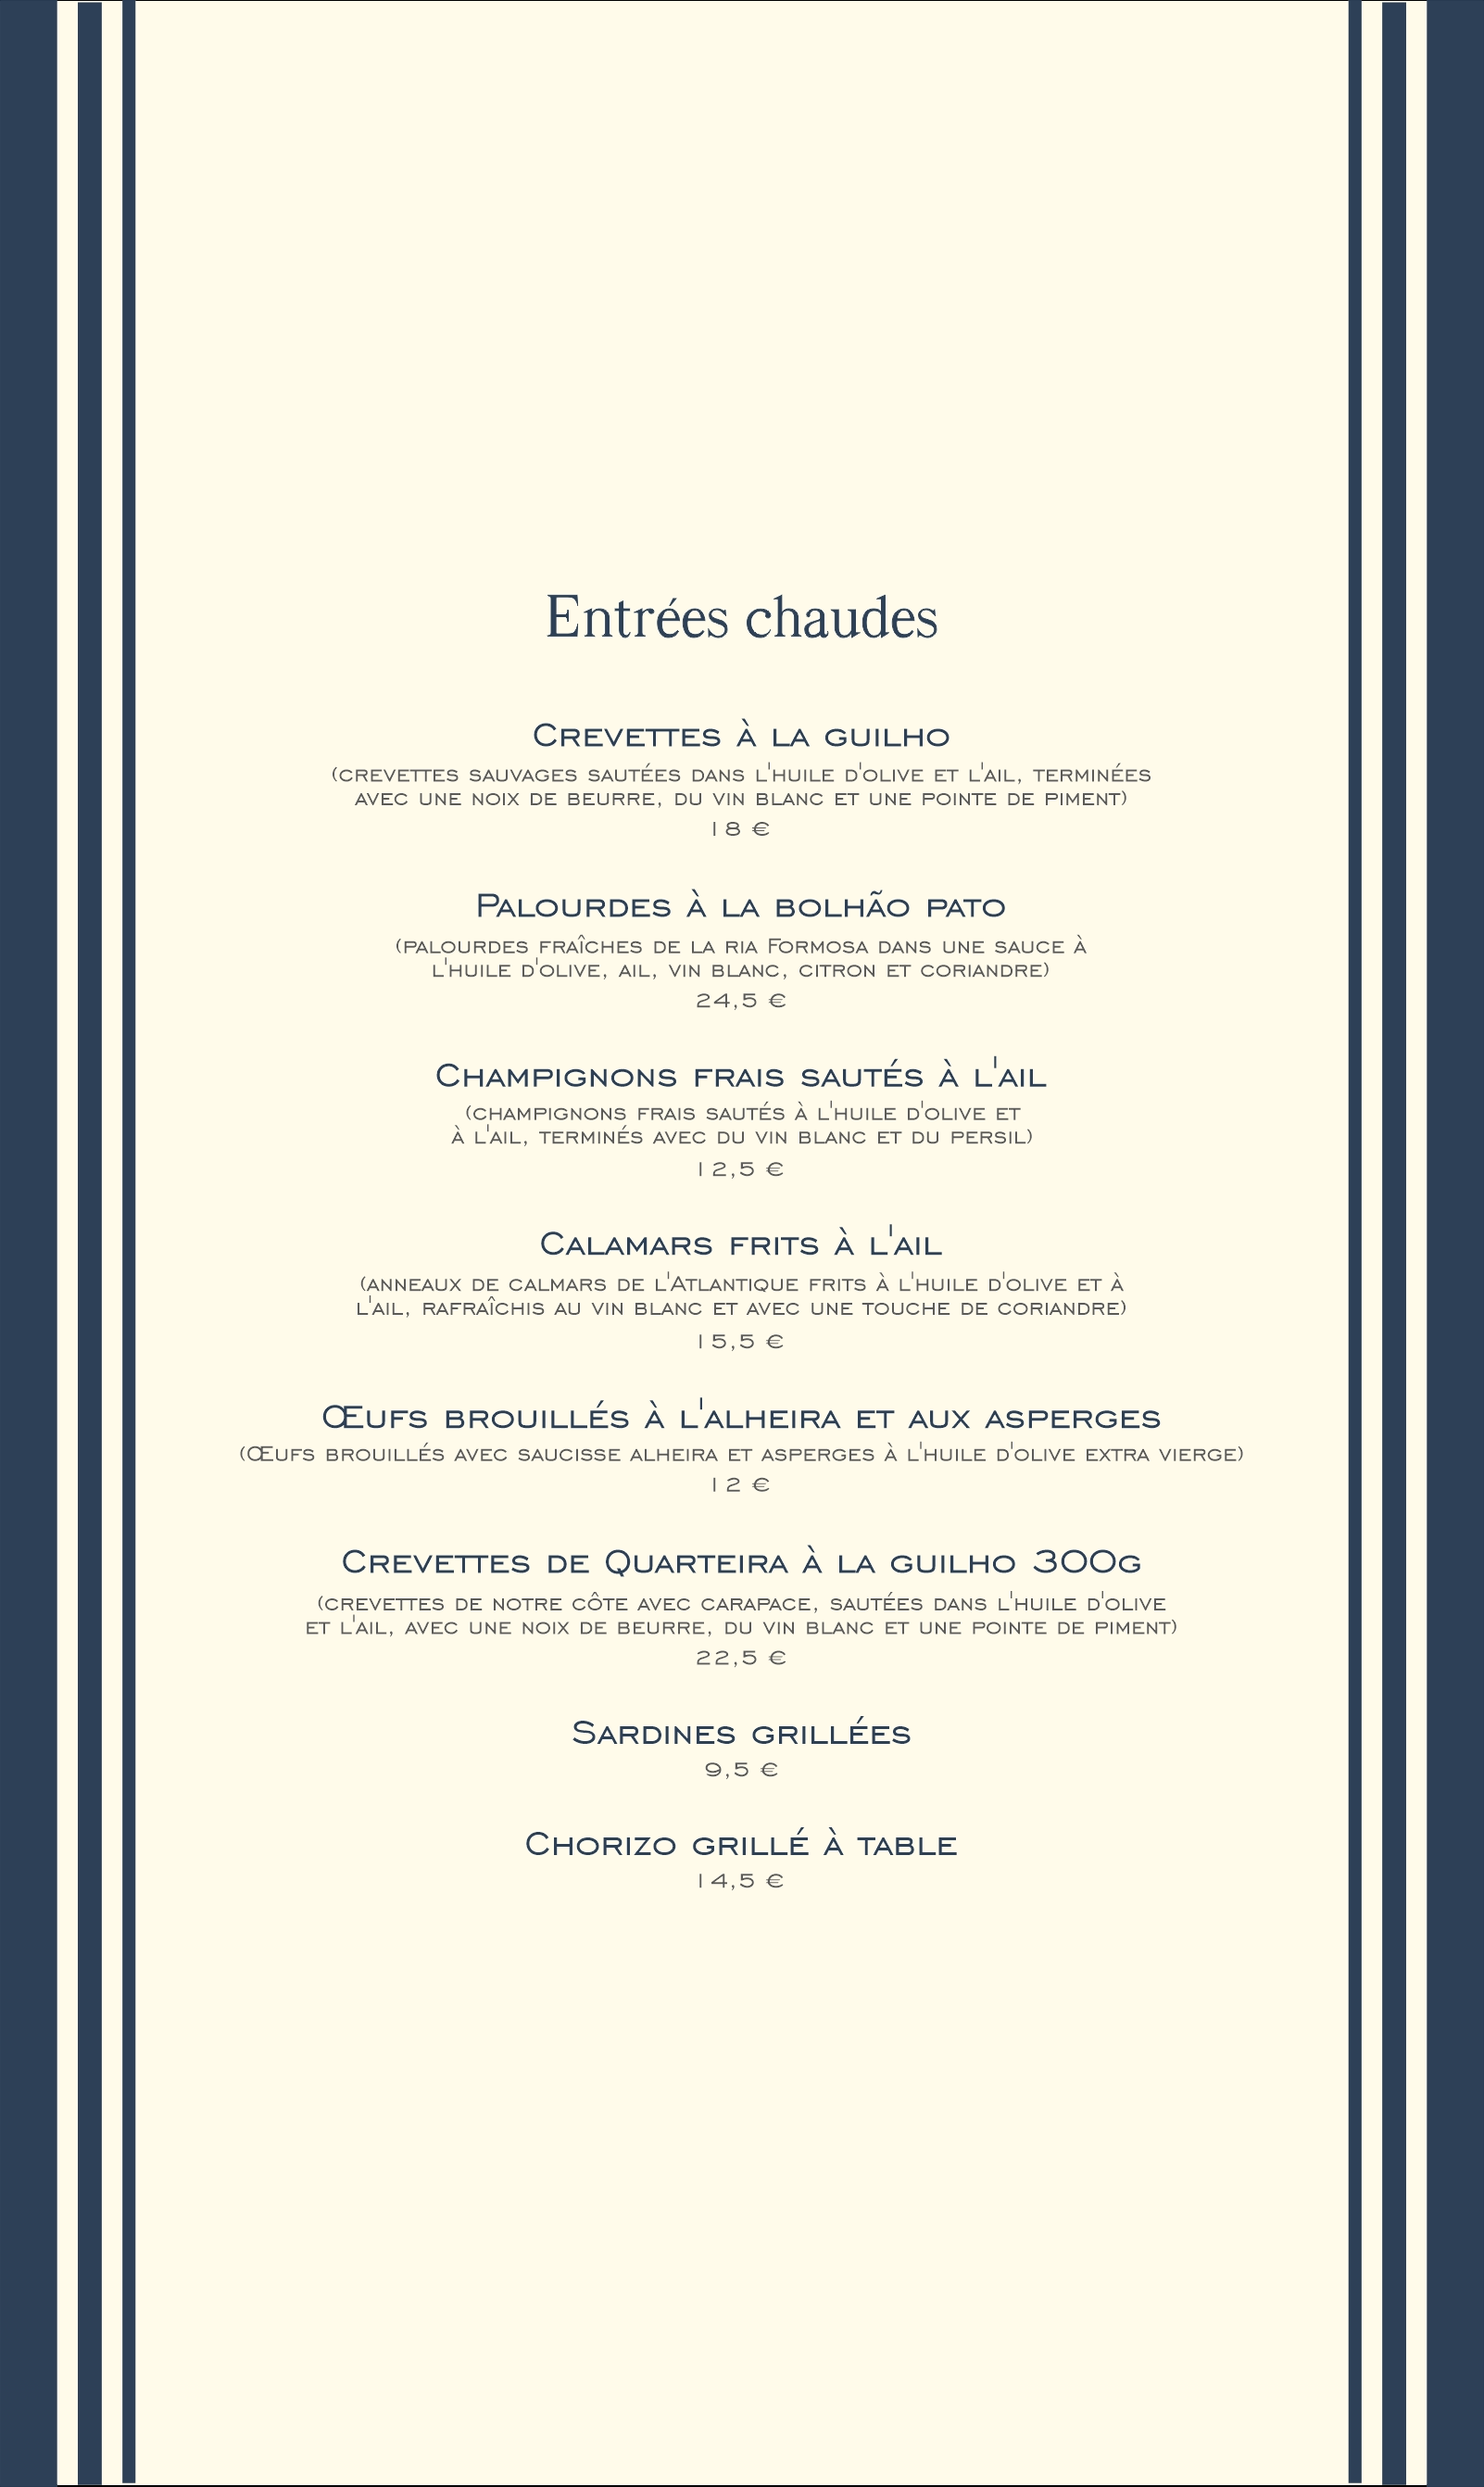 Entrées chaudes
Crevettes à la guilho
(crevettes sauvages sautées dans l'huile d'olive et l'ail, terminées
avec une noix de beurre, du vin blanc et une pointe de piment)
18 €
Palourdes à la bolhão pato
(palourdes fraîches de la ria Formosa dans une sauce à
l'huile d'olive, ail, vin blanc, citron et coriandre)
24,5 €
Champignons frais sautés à l'ail
(champignons frais sautés à l'huile d'olive et
à l'ail, terminés avec du vin blanc et du persil)
12,5 €
Calamars frits à l'ail
(anneaux de calmars de l'Atlantique frits à l'huile d'olive et à
l'ail, rafraîchis au vin blanc et avec une touche de coriandre)
15,5 €
Œufs brouillés à l'alheira et aux asperges
(Œufs brouillés avec saucisse alheira et asperges à l'huile d'olive extra vierge)
12 €
Crevettes de Quarteira à la guilho 300g
(crevettes de notre côte avec carapace, sautées dans l'huile d'olive
et l'ail, avec une noix de beurre, du vin blanc et une pointe de piment)
22,5 €
Sardines grillées
9,5 €
Chorizo grillé à table
14,5 €